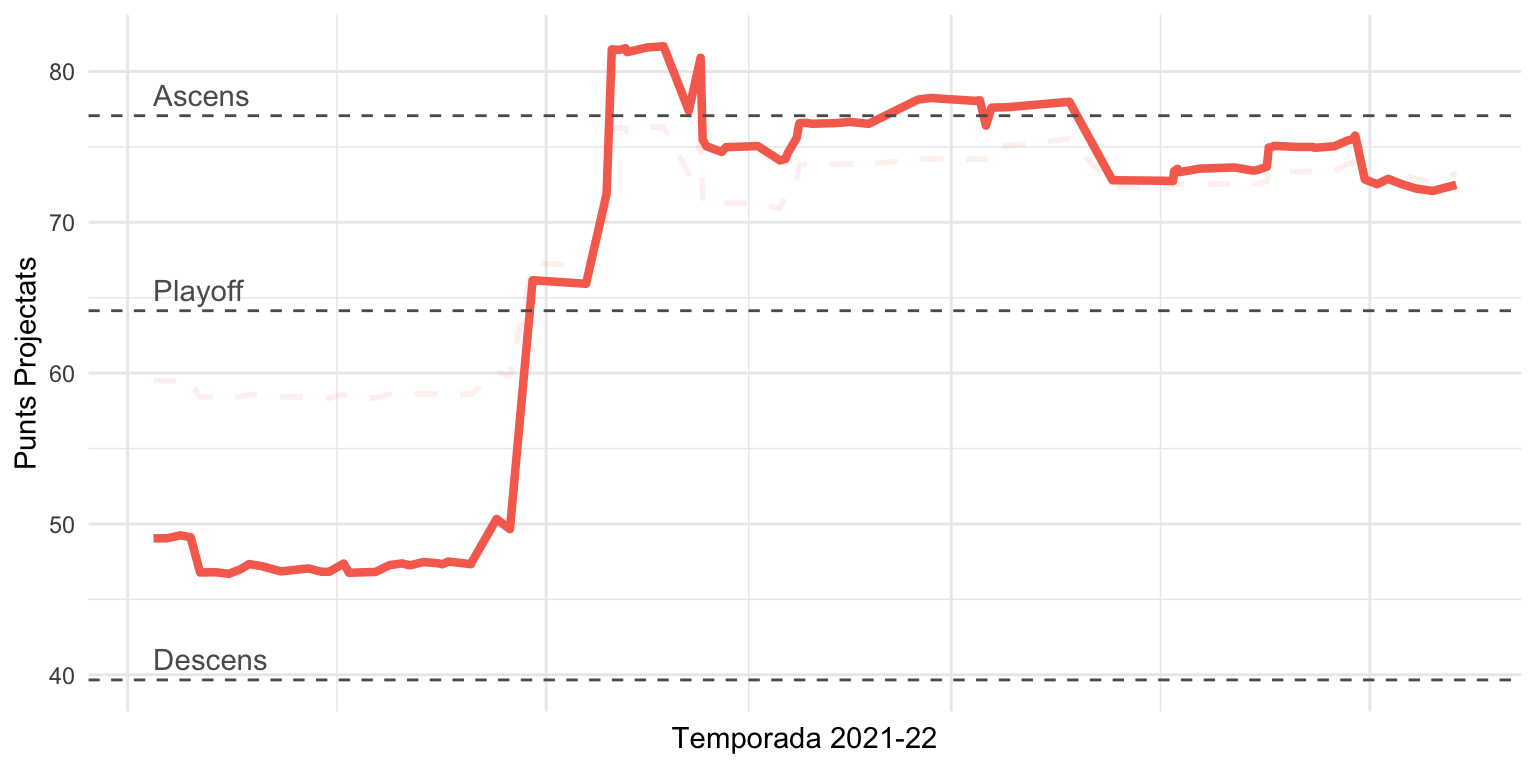 80
Ascens
70
Playoff
60
50
Descens
40
Punts Projectats
Temporada 2021-22